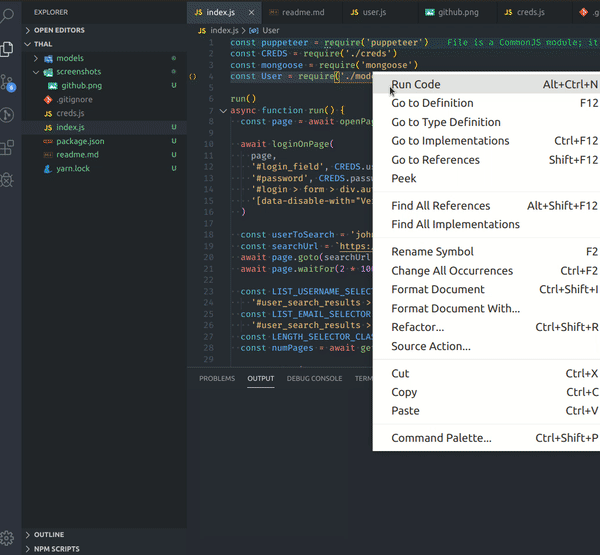 EXPLORER
OPEN EDITORS
THAL
models
screenshots
github.png U
.gitignore
creds.js
index.js U
package.json U
readme.md U
yarn.lock U
OUTLINE
NPM SCRIPTS
JS index.js × readme.md JS user.js github.png JS creds.js .g
JS index.js > User
1 const puppeteer = require('puppeteer') File is a CommonJS module; it
2 const CREDS = require('./creds')
3 const mongoose = require('mongoose')
4 const User = require('./mod
5
6 run()
7 async function run() {
8 const page = await openPag
9
10 await loginOnPage(
11 page,
12 '#login_field', CREDS.us
13 '#password', CREDS.passw
14 '#login > form > div.aut
15 '[data-disable-with="Ver
16 )
17
18 const userToSearch = 'john
19 const searchUrl = `https:/
20 await page.goto(searchUrl
21 await page.waitFor(2 * 100
22
23 const LIST_USERNAME_SELECT
24 '#user_search_results >
25 const LIST_EMAIL_SELECTOR
26 '#user_search_results >
27 const LENGTH_SELECTOR_CLAS
28 const numPages = await get
29
Run Code Alt+Ctrl+N
Go to Definition F12
Go to Type Definition
Go to Implementations Ctrl+F12
Go to References Shift+F12
Peek
Find All References Alt+Shift+F12
Find All Implementations
Rename Symbol F2
Change All Occurrences Ctrl+F2
Format Document Ctrl+Shift+I
Format Document With...
Refactor... Ctrl+Shift+R
Source Action...
Cut Ctrl+X
Copy Ctrl+C
Paste Ctrl+V
Command Palette... Ctrl+Shift+P
PROBLEMS OUTPUT DEBUG CONSOLE TERM